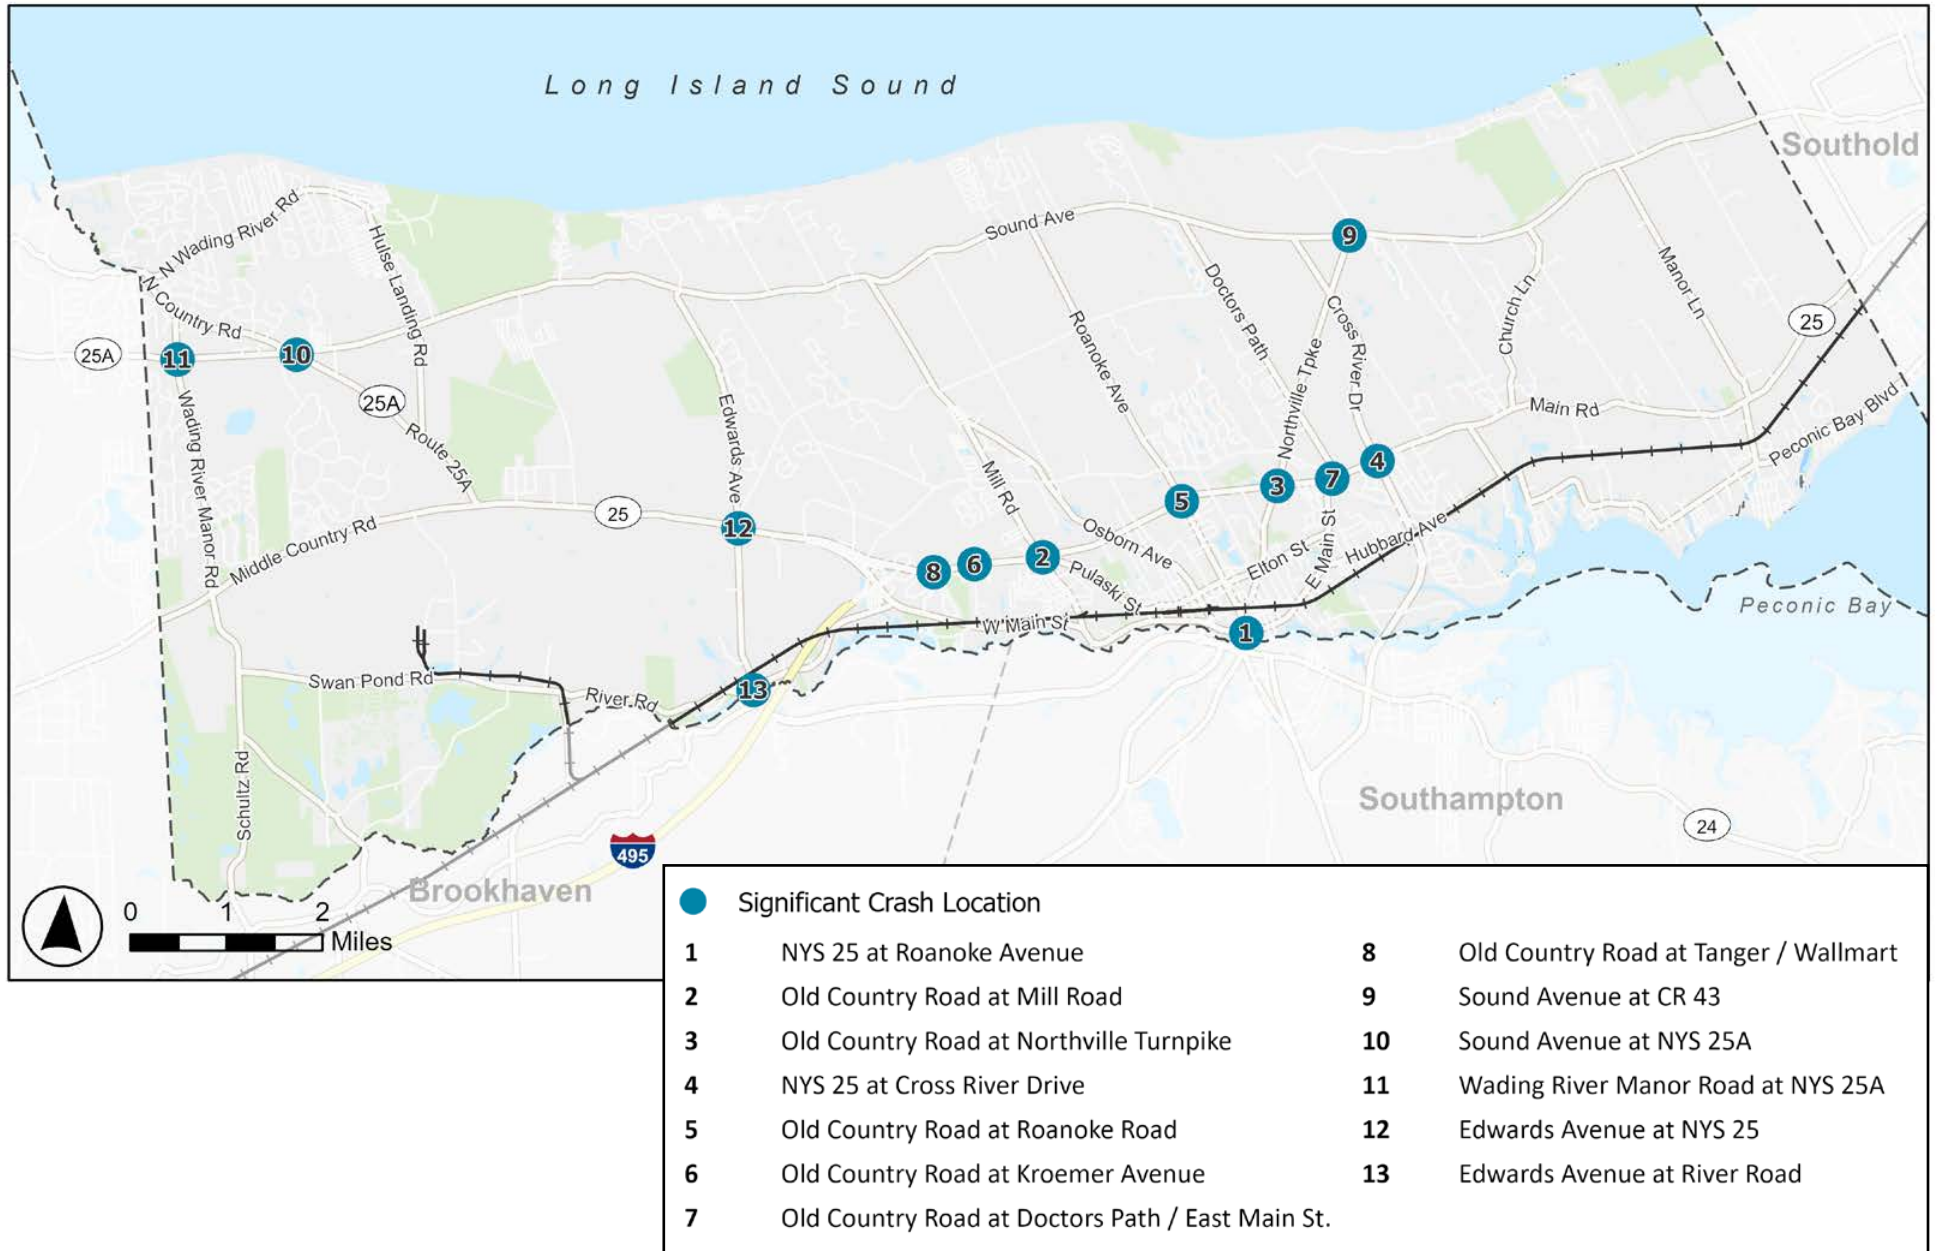 Long Island Sound
Southold
N Wading River Rd
N Country Rd
Hulse Landing Rd
Sound Ave
9
Doctors Path
Cross River Dr
Church Ln
Manor Ln
25
25A
11
10
25A
Route 25A
Roanoke Ave
Northville Tpke
Main Rd
Peconic Bay Blvd
Wading River Manor Rd
Edwards Ave
Mill Rd
5
3
7
4
Middle Country Rd
25
12
8
6
2
Osborn Ave
Pulaski St
Elton St
E Main St
Hubbard Ave
W Main St
1
Peconic Bay
Swan Pond Rd
River Rd
13
Schultz Rd
Southampton
24
495
Brookhaven
0 1 2
Miles
Significant Crash Location
1 NYS 25 at Roanoke Avenue
2 Old Country Road at Mill Road
3 Old Country Road at Northville Turnpike
4 NYS 25 at Cross River Drive
5 Old Country Road at Roanoke Road
6 Old Country Road at Kroemer Avenue
7 Old Country Road at Doctors Path / East Main St.
8 Old Country Road at Tanger / Wallmart
9 Sound Avenue at CR 43
10 Sound Avenue at NYS 25A
11 Wading River Manor Road at NYS 25A
12 Edwards Avenue at NYS 25
13 Edwards Avenue at River Road